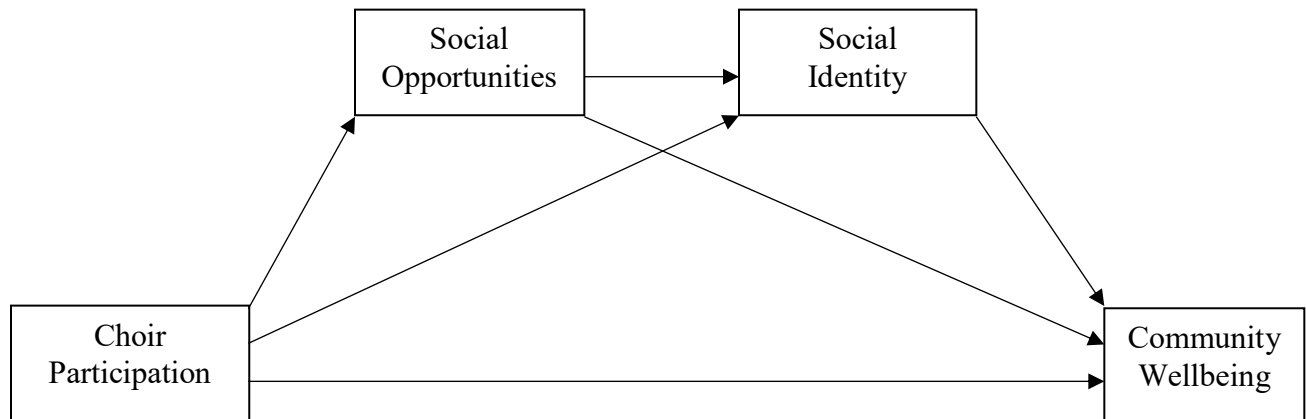 Social
Opportunities
Social
Identity
Choir
Participation
Community
Wellbeing